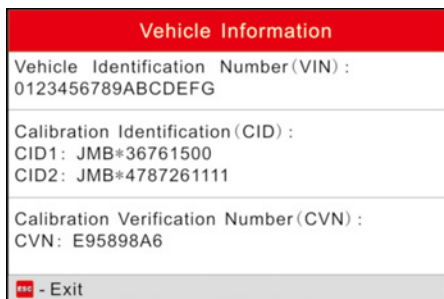 Vehicle Information
Vehicle Identification Number(VIN):
0123456789ABCDEFG
Calibration Identification(CID):
CID1: JMB*36761500
CID2: JMB*4787261111
Calibration Verification Number(CVN):
CVN: E95898A6
ESC - Exit